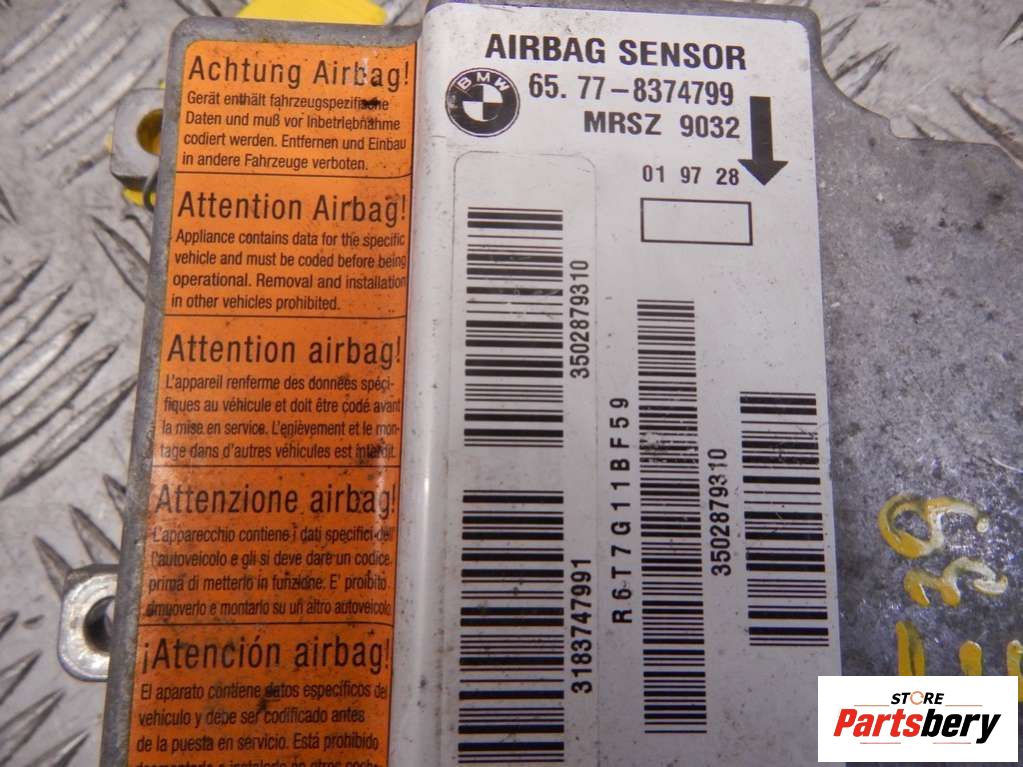 Achtung Airbag!
Gerät enthält fahrzeugspezifische
Daten und muß vor Inbetriebnahme
codiert werden. Entfernen und Einbau
in andere Fahrzeuge verboten.
Attention Airbag!
Appliance contains data for the specific
vehicle and must be coded before being
operational. Removal and installation
in other vehicles prohibited.
Attention airbag!
L'appareil renferme des données spéci-
fiques au véhicule et doit être codé avant
la mise en service. L'enlèvement et le mon-
tage dans d'autres véhicules est interdit.
Attenzione airbag!
L'apparecchio contiene i dati specifici dell'
autoveicolo e gli si deve dare un codice
prima di metterlo in funzione. E' proibito
smuoverlo e montarlo su un altro autoveicolo
¡Atención airbag!
El aparato contiene datos específicos del
vehículo y debe ser codificado antes
de la puesta en servicio. Está prohibido
AIRBAG SENSOR
BMW
65. 77-8374799
MRSZ 9032
01 97 28
3502879310
3183747991
R6T7G11BF59
3502879310
STORE
Partsbery